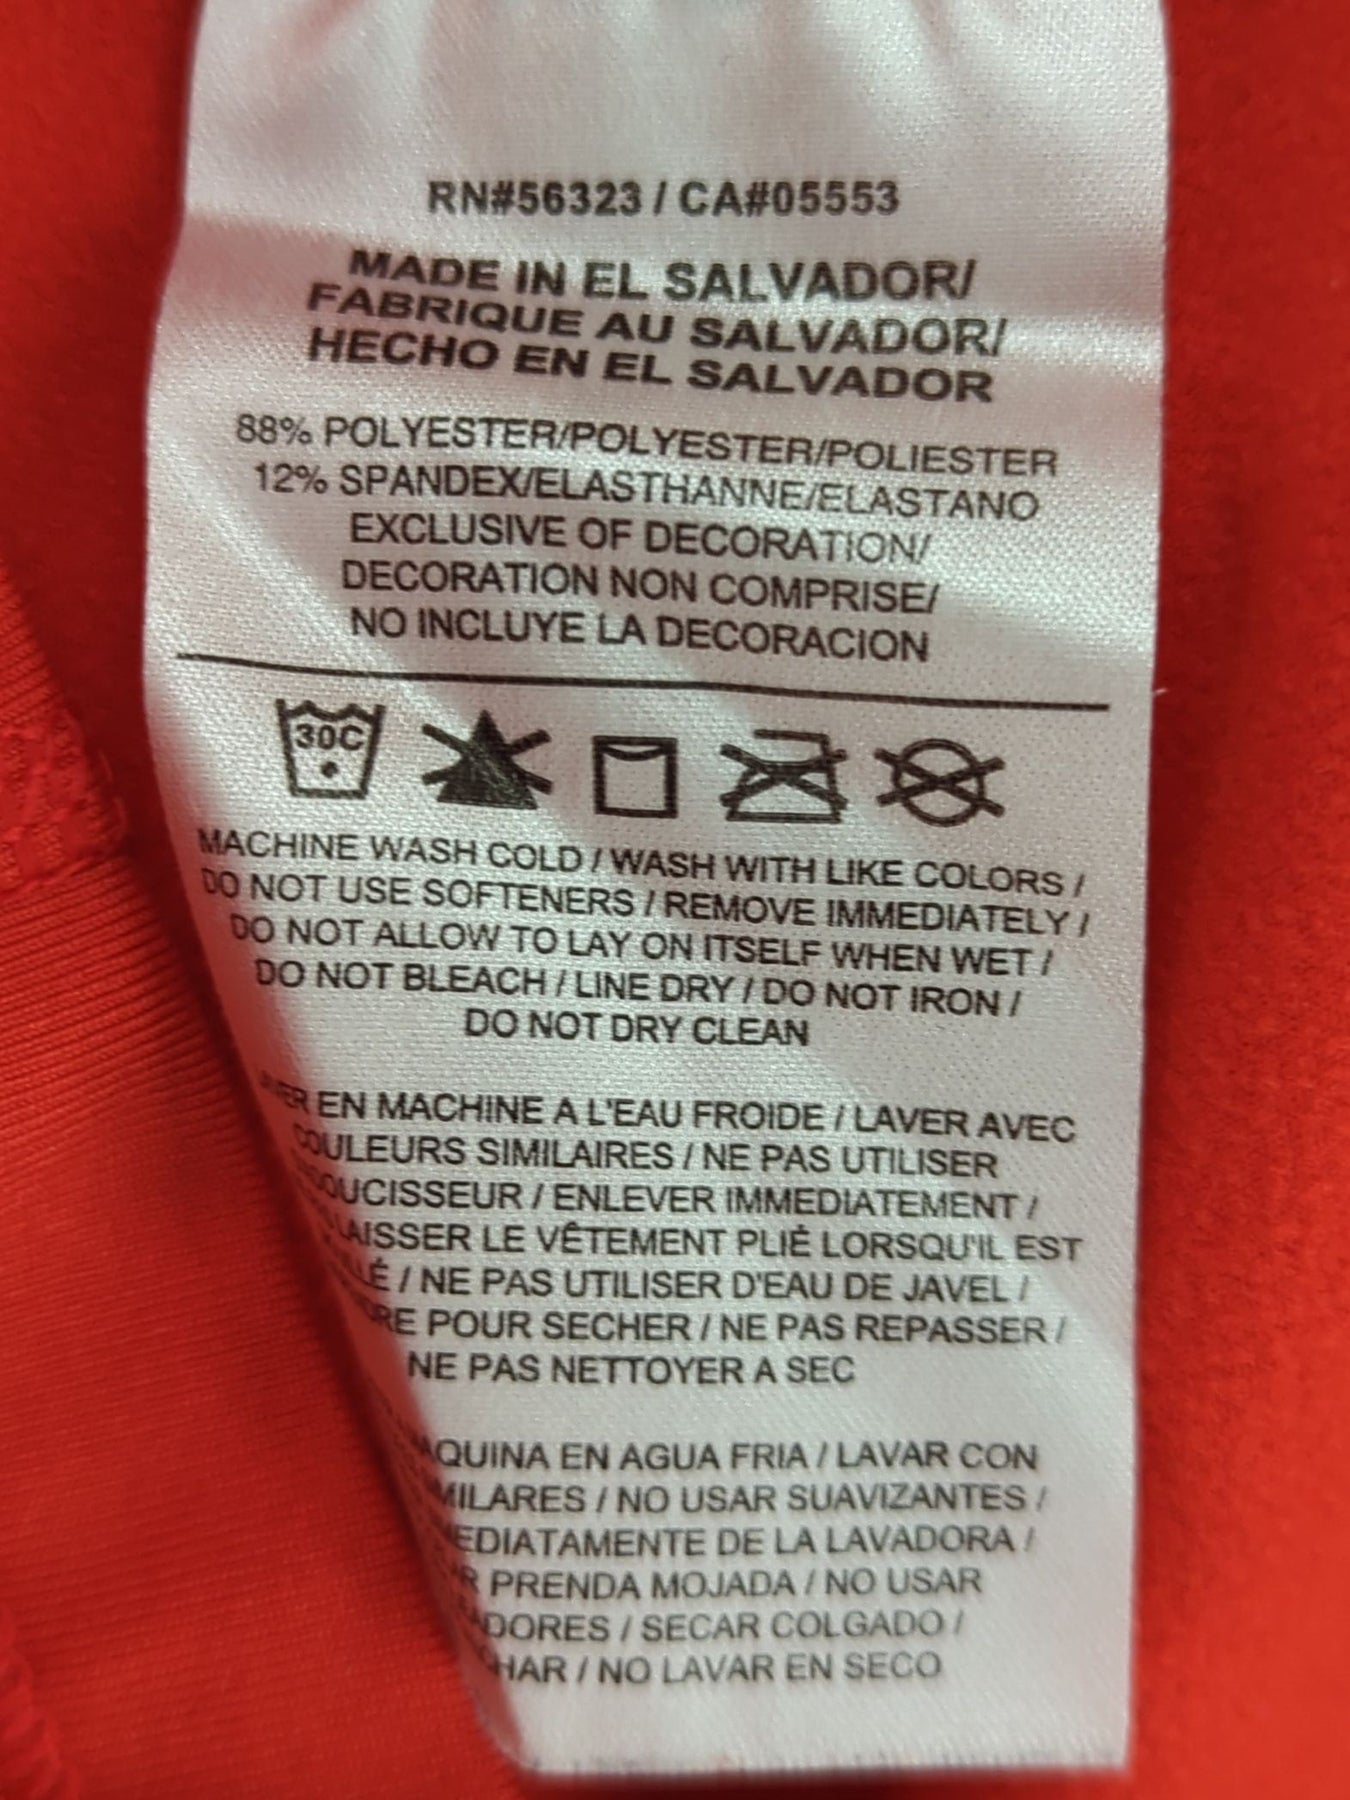 RN#56323 / CA#05553
MADE IN EL SALVADOR/
FABRIQUE AU SALVADOR/
HECHO EN EL SALVADOR
88% POLYESTER/POLYESTER/POLIESTER
12% SPANDEX/ELASTHANNE/ELASTANO
EXCLUSIVE OF DECORATION/
DECORATION NON COMPRISE/
NO INCLUYE LA DECORACION
30C
MACHINE WASH COLD / WASH WITH LIKE COLORS /
DO NOT USE SOFTENERS / REMOVE IMMEDIATELY /
DO NOT ALLOW TO LAY ON ITSELF WHEN WET /
DO NOT BLEACH / LINE DRY / DO NOT IRON /
DO NOT DRY CLEAN
EN MACHINE A L'EAU FROIDE / LAVER AVEC
COULEURS SIMILAIRES / NE PAS UTILISER
/ ENLEVER IMMEDIATEMENT /
LAISSER LE VÊTEMENT PLIÉ LORSQU'IL EST
/ NE PAS UTILISER D'EAU DE JAVEL /
POUR SECHER / NE PAS REPASSER /
NE PAS NETTOYER A SEC
EN AGUA FRIA / LAVAR CON
/ NO USAR SUAVIZANTES /
DE LA LAVADORA /
PRENDA MOJADA / NO USAR
/ SECAR COLGADO /
/ NO LAVAR EN SECO